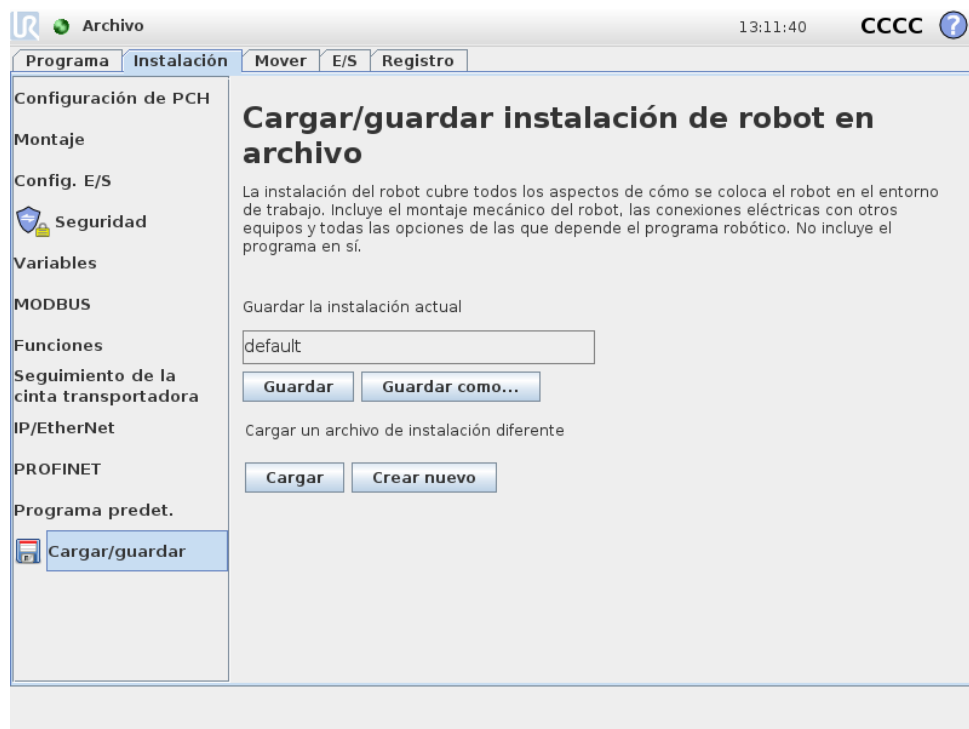 UR Archivo 13:11:40 CCCC ?
Programa Instalación Mover E/S Registro
Configuración de PCH
Montaje
Config. E/S
Seguridad
Variables
MODBUS
Funciones
Seguimiento de la
cinta transportadora
IP/EtherNet
PROFINET
Programa predet.
Cargar/guardar
Cargar/guardar instalación de robot en
archivo
La instalación del robot cubre todos los aspectos de cómo se coloca el robot en el entorno
de trabajo. Incluye el montaje mecánico del robot, las conexiones eléctricas con otros
equipos y todas las opciones de las que depende el programa robótico. No incluye el
programa en sí.
Guardar la instalación actual
default
Guardar Guardar como...
Cargar un archivo de instalación diferente
Cargar Crear nuevo